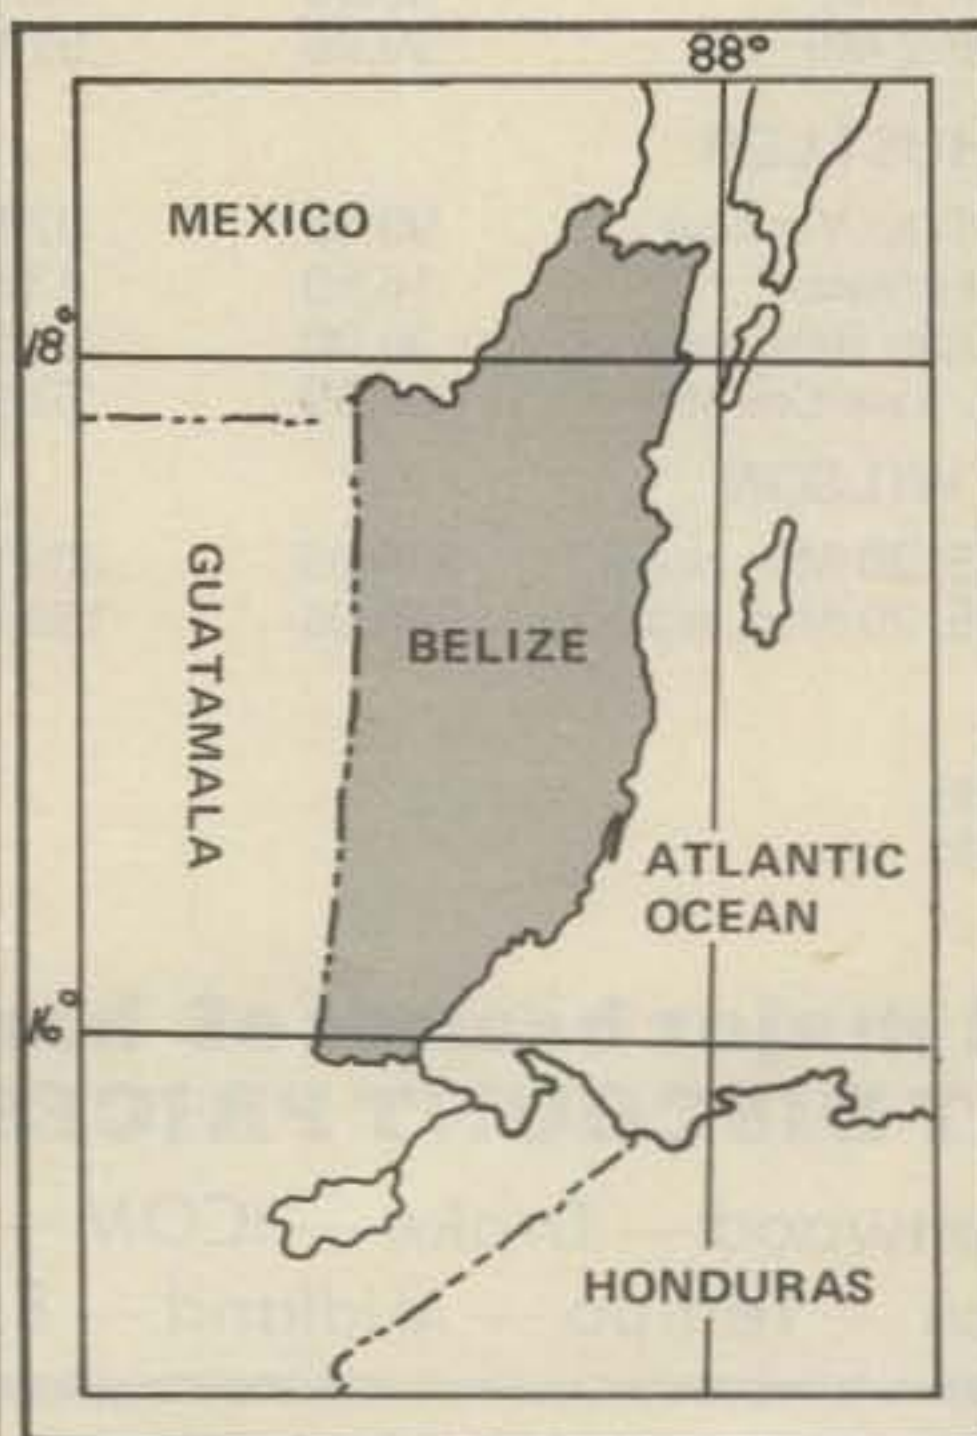 88°
MEXICO
18°
GUATAMALA
BELIZE
ATLANTIC
OCEAN
16°
HONDURAS